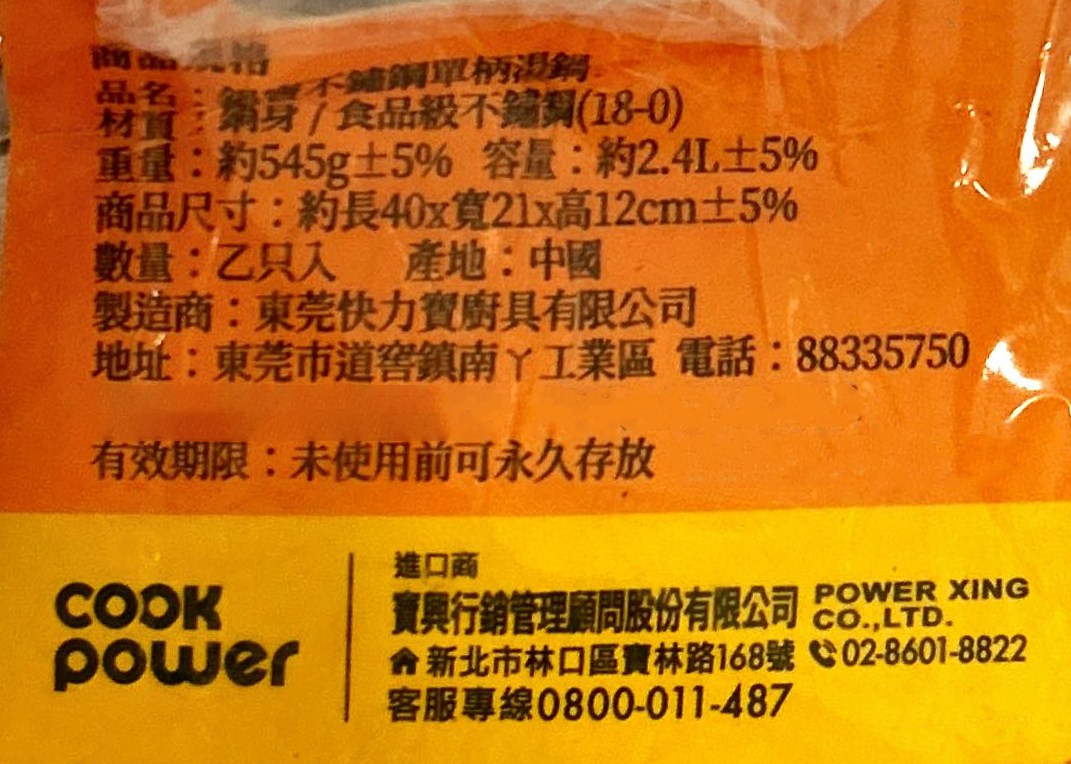 商品規格
品名：鍋寶不鏽鋼單柄湯鍋
材質：鍋身/食品級不鏽鋼(18-0)
重量：約545g±5% 容量：約2.4L±5%
商品尺寸：約長40x寬21x高12cm±5%
數量：乙只入 產地：中國
製造商：東莞快力寶廚具有限公司
地址：東莞市道窖鎮南丫工業區 電話：88335750
有效期限：未使用前可永久存放
COOK
power
進口商
寶興行銷管理顧問股份有限公司 POWER XING CO.,LTD.
新北市林口區寶林路168號 02-8601-8822
客服專線0800-011-487